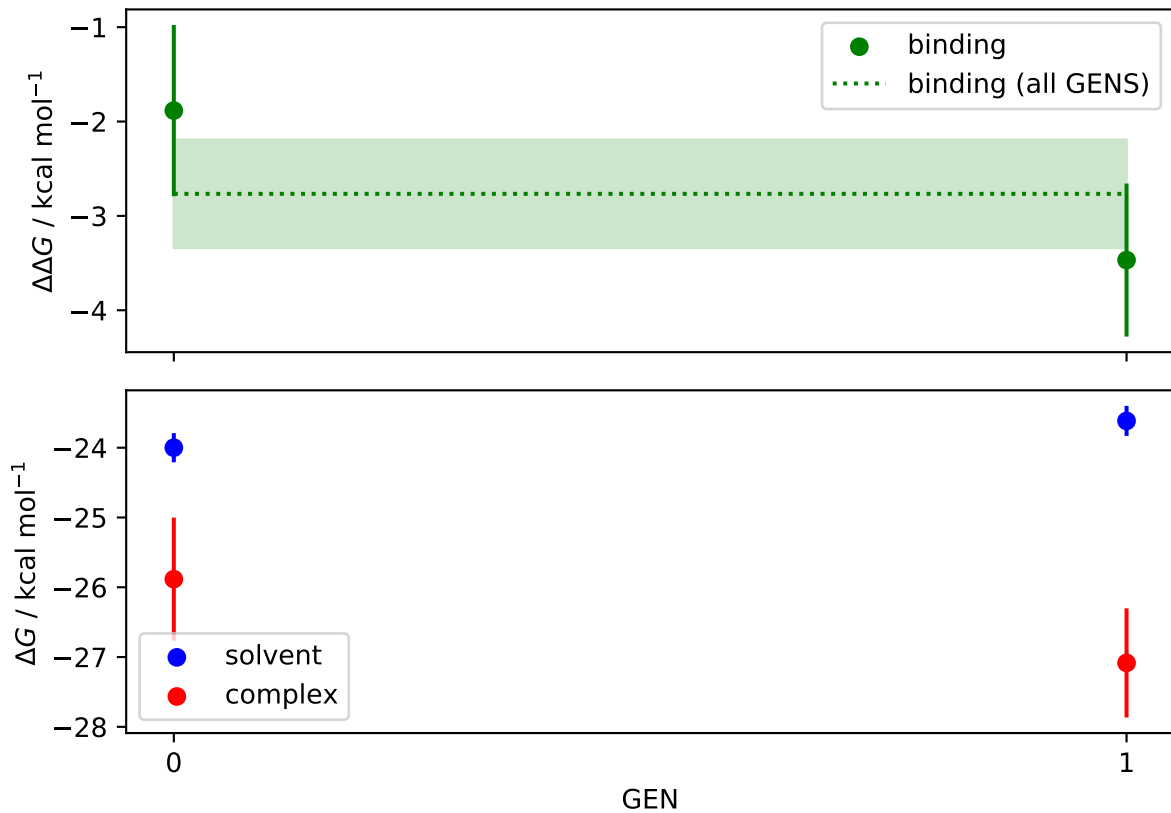 −1
−2
−3
−4
ΔΔG / kcal mol⁻¹
binding
binding (all GENS)
−24
−25
−26
−27
−28
ΔG / kcal mol⁻¹
solvent
complex
0
1
GEN